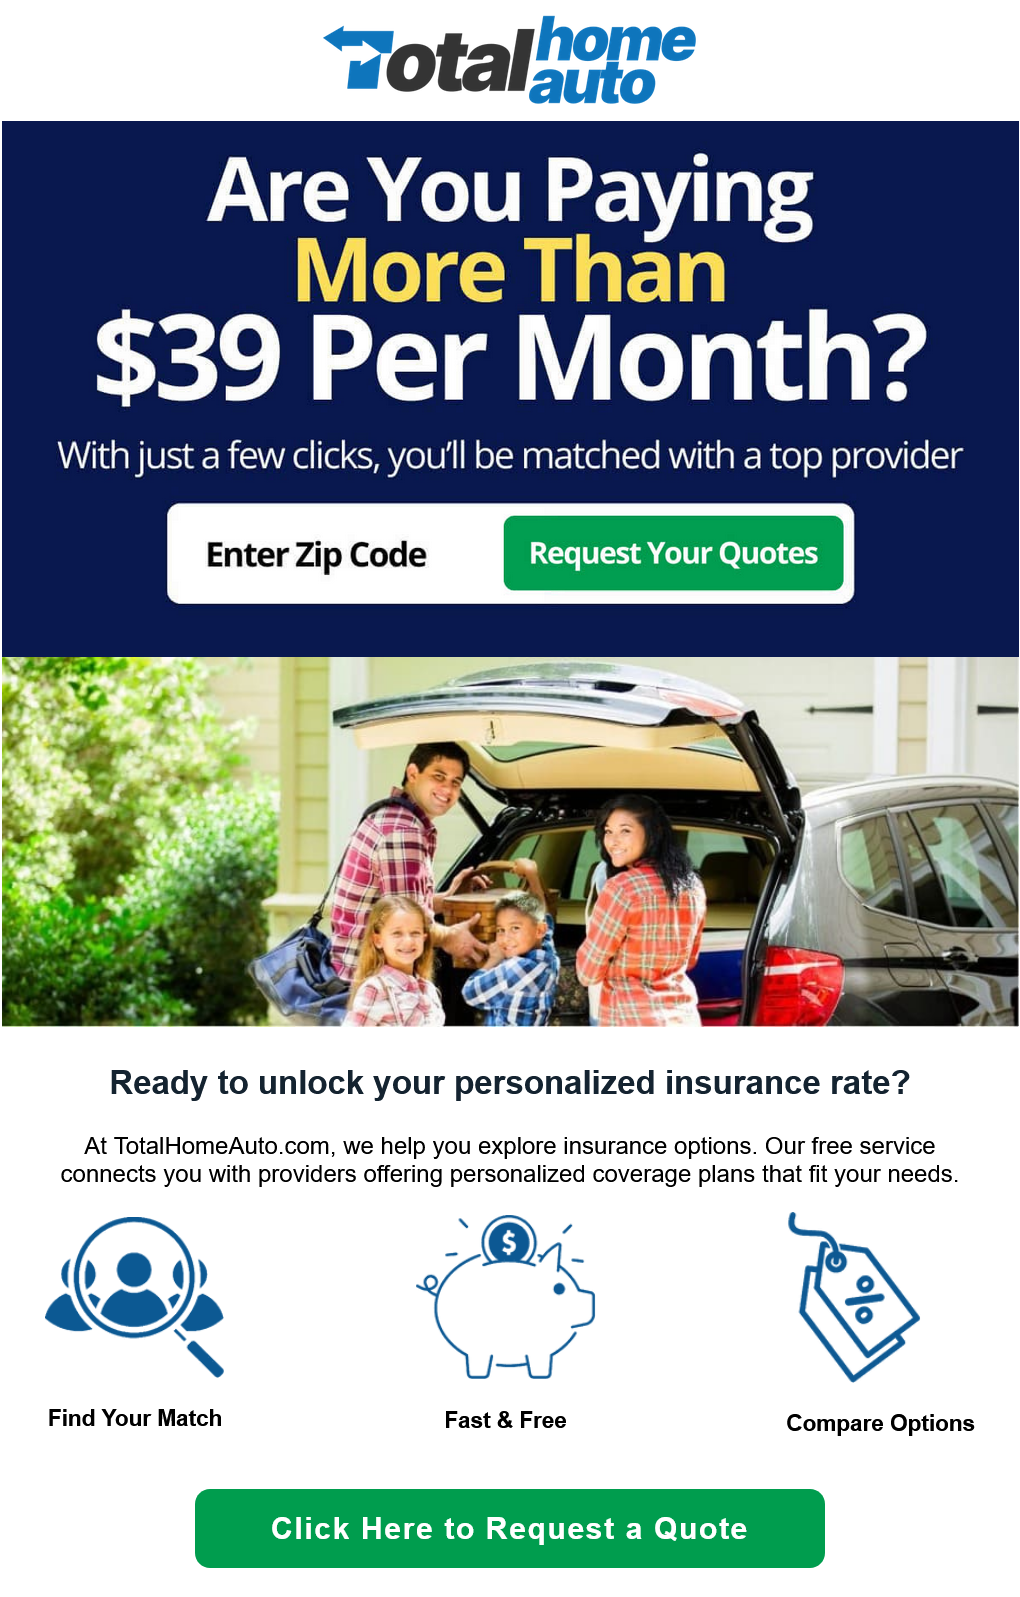 Total home auto
Are You Paying
More Than
$39 Per Month?
With just a few clicks, you'll be matched with a top provider
Enter Zip Code
Request Your Quotes
Ready to unlock your personalized insurance rate?
At TotalHomeAuto.com, we help you explore insurance options. Our free service
connects you with providers offering personalized coverage plans that fit your needs.
$
%
Find Your Match
Fast & Free
Compare Options
Click Here to Request a Quote